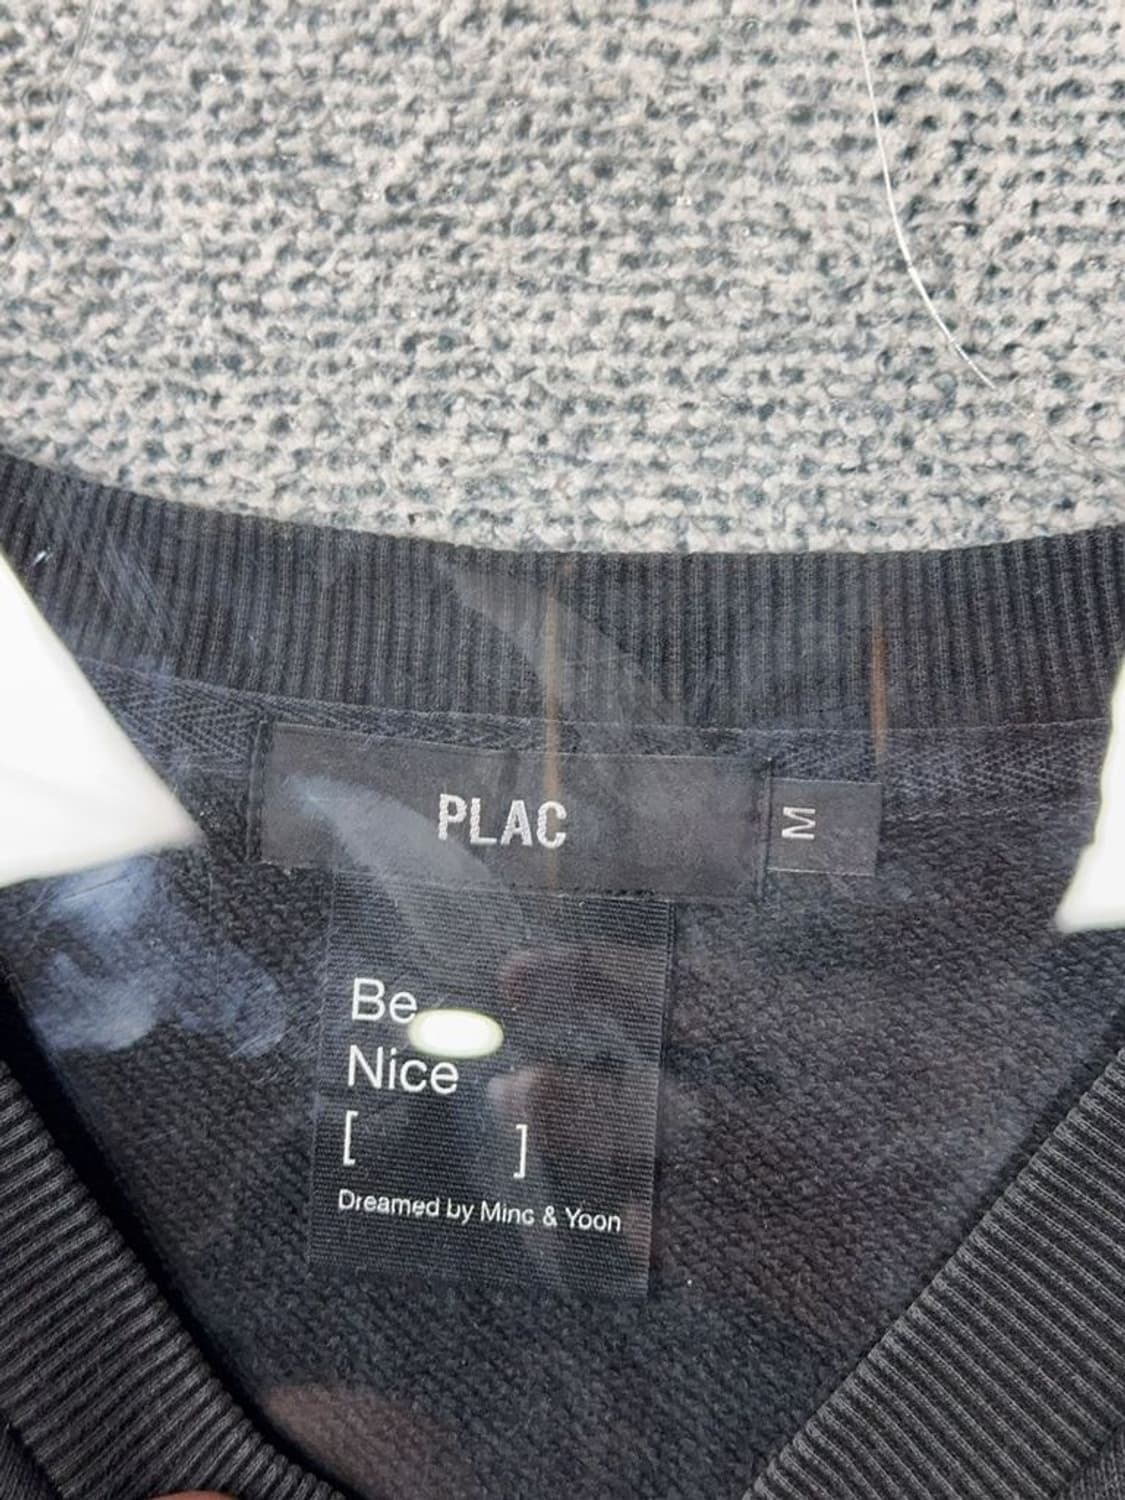 PLAC
M
Be
Nice
[ ]
Dreamed by Minc & Yoon